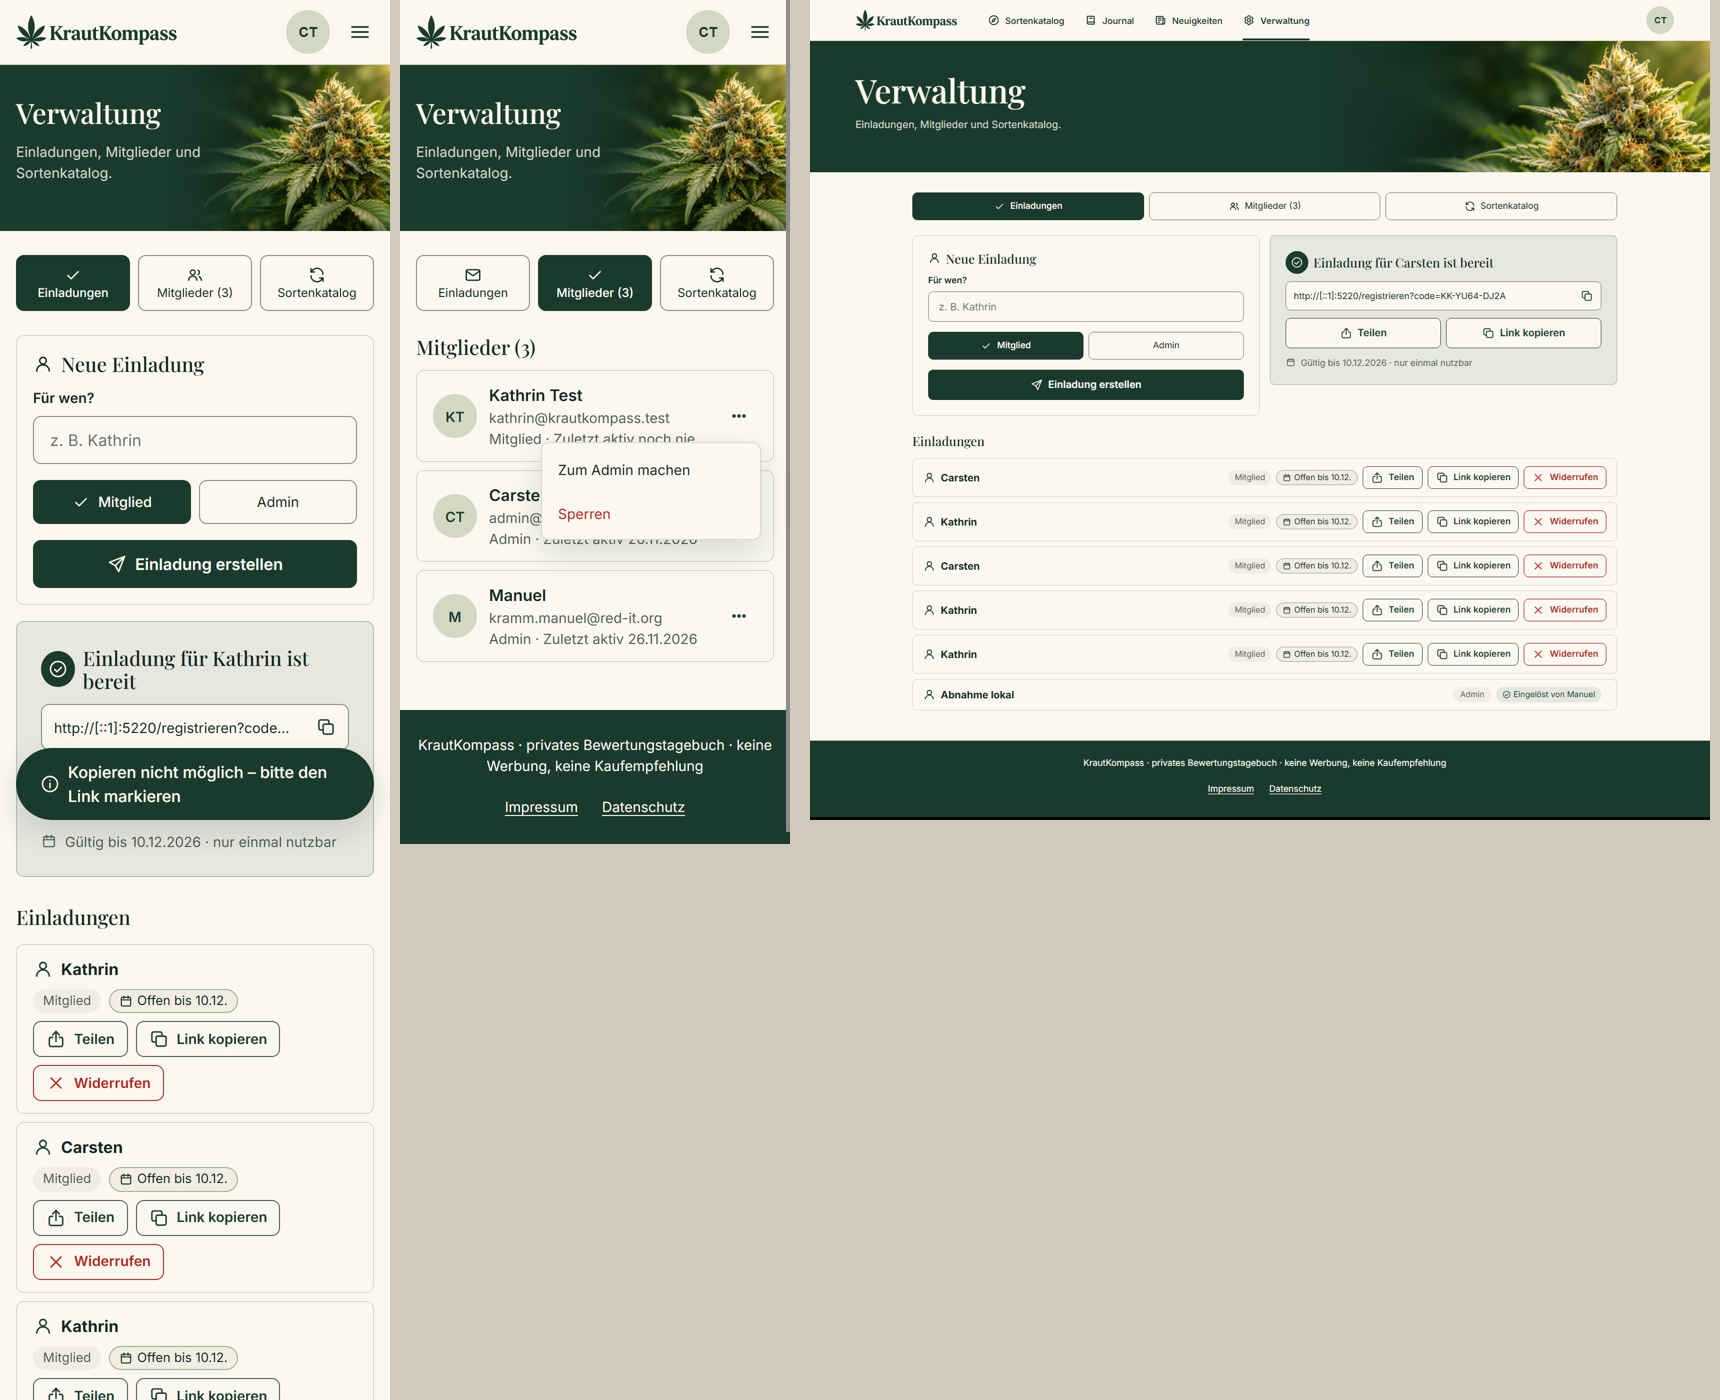 KrautKompass
CT
Verwaltung
Einladungen, Mitglieder und
Sortenkatalog.
Einladungen
Mitglieder (3)
Sortenkatalog
Neue Einladung
Für wen?
z. B. Kathrin
Mitglied
Admin
Einladung erstellen
Einladung für Kathrin ist
bereit
http://[::1]:5220/registrieren?code...
Kopieren nicht möglich – bitte den
Link markieren
Gültig bis 10.12.2026 · nur einmal nutzbar
Einladungen
Kathrin
Mitglied
Offen bis 10.12.
Teilen
Link kopieren
Widerrufen
Carsten
Mitglied
Offen bis 10.12.
Teilen
Link kopieren
Widerrufen
Kathrin
Mitglied
Offen bis 10.12.
Teilen
Link kopieren
KrautKompass
CT
Verwaltung
Einladungen, Mitglieder und
Sortenkatalog.
Einladungen
Mitglieder (3)
Sortenkatalog
Mitglieder (3)
KT
Kathrin Test
kathrin@krautkompass.test
Mitglied · Zuletzt aktiv noch nie
Zum Admin machen
Sperren
CT
Carste
admin@
Admin · Zuletzt aktiv 26.11.2026
M
Manuel
kramm.manuel@red-it.org
Admin · Zuletzt aktiv 26.11.2026
KrautKompass · privates Bewertungstagebuch · keine
Werbung, keine Kaufempfehlung
Impressum
Datenschutz
KrautKompass
Sortenkatalog
Journal
Neuigkeiten
Verwaltung
CT
Verwaltung
Einladungen, Mitglieder und Sortenkatalog.
Einladungen
Mitglieder (3)
Sortenkatalog
Neue Einladung
Für wen?
z. B. Kathrin
Mitglied
Admin
Einladung erstellen
Einladung für Carsten ist bereit
http://[::1]:5220/registrieren?code=KK-YU64-DJ2A
Teilen
Link kopieren
Gültig bis 10.12.2026 · nur einmal nutzbar
Einladungen
Carsten
Mitglied
Offen bis 10.12.
Teilen
Link kopieren
Widerrufen
Kathrin
Mitglied
Offen bis 10.12.
Teilen
Link kopieren
Widerrufen
Carsten
Mitglied
Offen bis 10.12.
Teilen
Link kopieren
Widerrufen
Kathrin
Mitglied
Offen bis 10.12.
Teilen
Link kopieren
Widerrufen
Kathrin
Mitglied
Offen bis 10.12.
Teilen
Link kopieren
Widerrufen
Abnahme lokal
Admin
Eingelöst von Manuel
KrautKompass · privates Bewertungstagebuch · keine Werbung, keine Kaufempfehlung
Impressum
Datenschutz